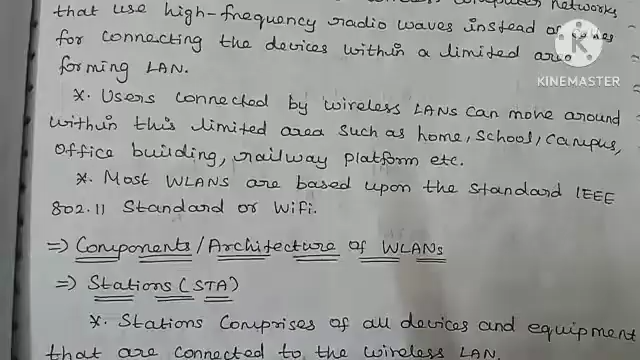 computer networks
that use high-frequency radio waves instead of
for connecting the devices within a limited area
forming LAN.
*. Users connected by wireless LANs can move around
within this limited area such as home, school, campus,
office building, railway platform etc.
*. Most WLANs are based upon the standard IEEE
802.11 Standard or WiFi.
=> Components/Architecture of WLANs
=> Stations (STA)
*. Stations comprises of all devices and equipment
that are connected to the wireless LAN.
KINEMASTER